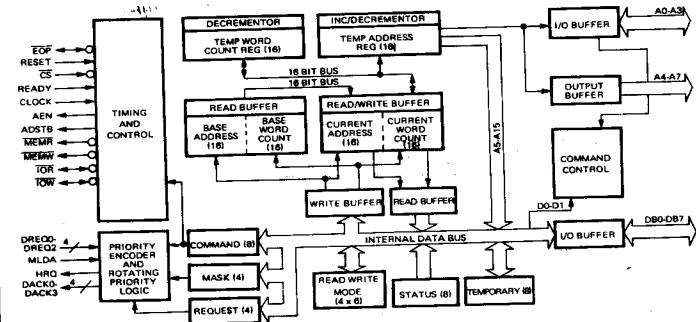 DECREMENTOR
TEMP WORD
COUNT REG (16)
INC/DECREMENTOR
TEMP ADDRESS
REG (16)
I/O BUFFER
A0-A3
EOP
RESET
CS
READY
CLOCK
AEN
ADSTB
MEMR
MEMW
IOR
IOW
TIMING
AND
CONTROL
16 BIT BUS
16 BIT BUS
OUTPUT
BUFFER
A4-A7
READ BUFFER
BASE
ADDRESS
(16)
BASE
WORD
COUNT
(16)
READ/WRITE BUFFER
CURRENT
ADDRESS
(16)
CURRENT
WORD
COUNT
(16)
A5-A15
COMMAND
CONTROL
WRITE BUFFER
READ BUFFER
D0-D1
INTERNAL DATA BUS
I/O BUFFER
DB0-DB7
DREQ0-
DREQ2
4
MLDA
HRQ
DACK0-
DACK3
4
PRIORITY
ENCODER
AND
ROTATING
PRIORITY
LOGIC
COMMAND (8)
MASK (4)
REQUEST (4)
READ WRITE
MODE
(4 x 6)
STATUS (8)
TEMPORARY (8)